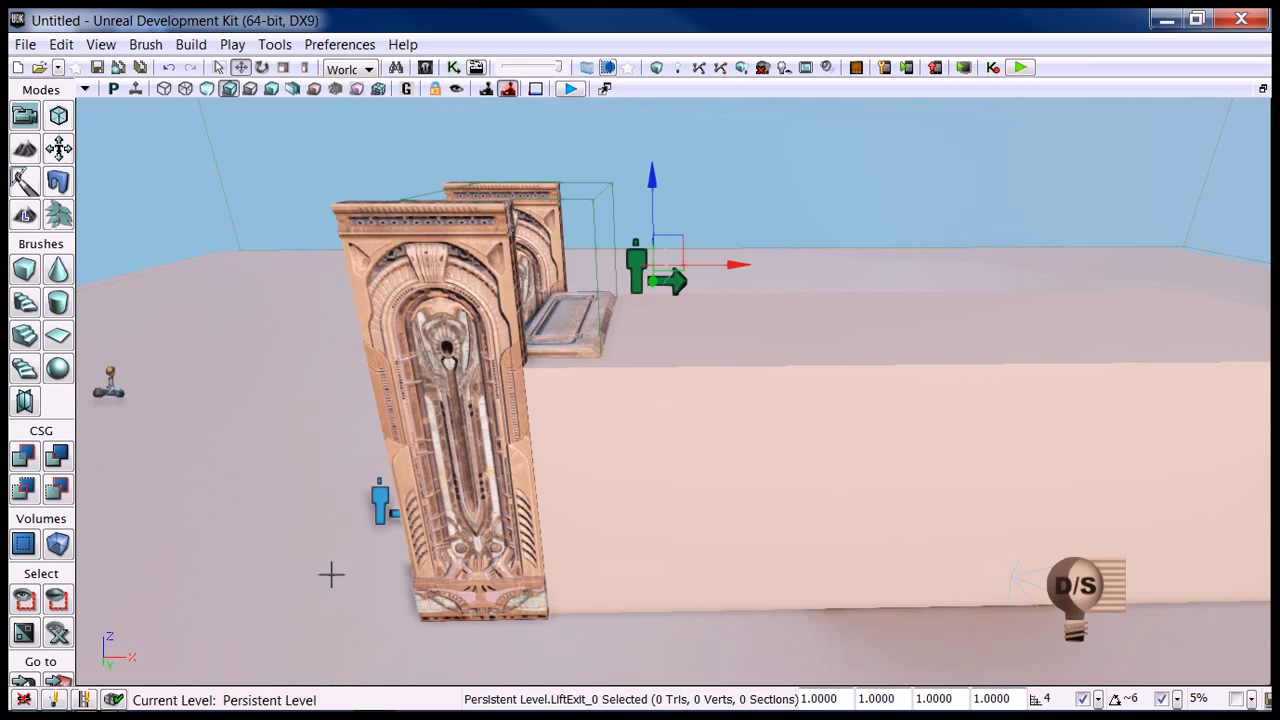 UDK Untitled - Unreal Development Kit (64-bit, DX9)
File Edit View Brush Build Play Tools Preferences Help
Worlc
Modes
P G
L
Brushes
CSG
Volumes
Select
Go to
D/S
Z
X
Y
Current Level: Persistent Level Persistent Level.LiftExit_0 Selected (0 Tris, 0 Verts, 0 Sections) 1.0000 1.0000 1.0000 1.0000 4 ~6 5%